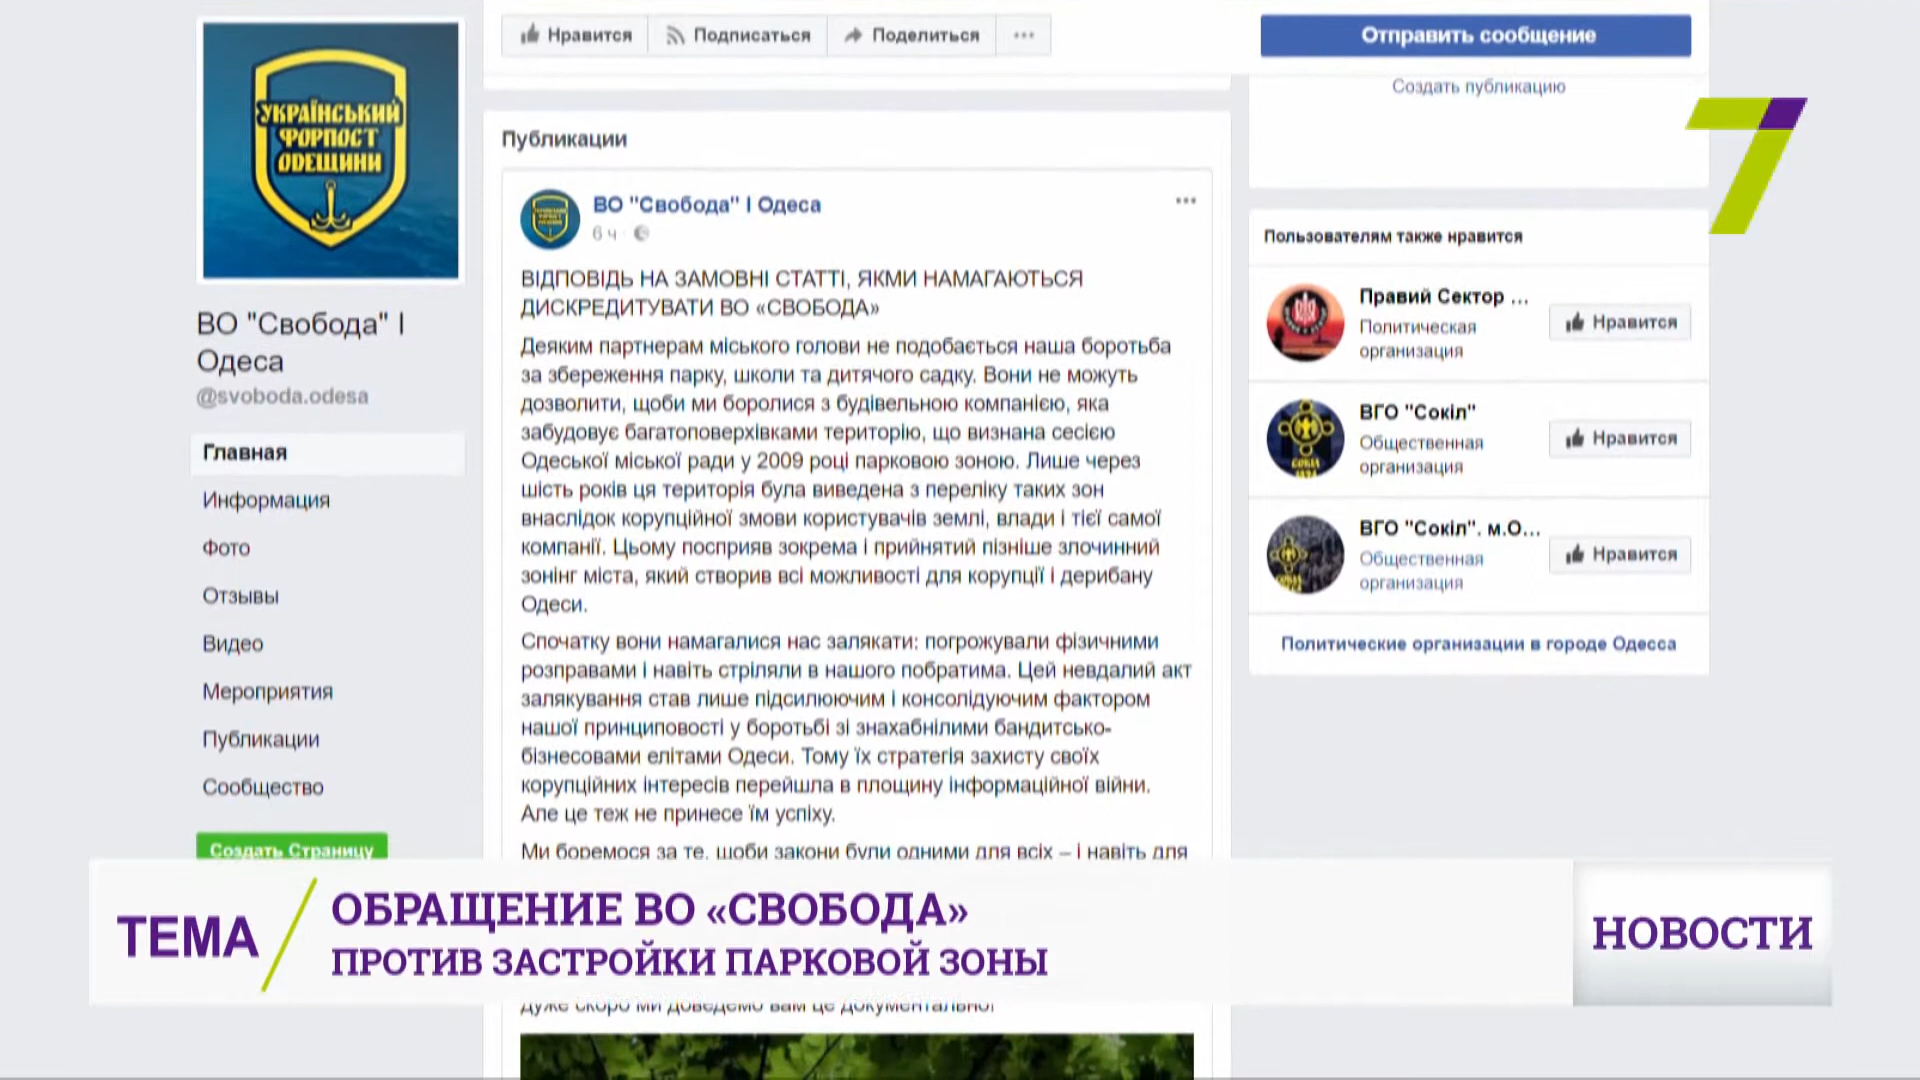 УКРАЇНСЬКИЙ
ФОРПОСТ
ОДЕЩИНИ
ВО "Свобода" І
Одеса
@svoboda.odesa
Главная
Информация
Фото
Отзывы
Видео
Мероприятия
Публикации
Сообщество
Создать Страницу
Нравится
Подписаться
Поделиться
Отправить сообщение
Создать публикацию
Публикации
ВО "Свобода" І Одеса
6 ч
ВІДПОВІДЬ НА ЗАМОВНІ СТАТТІ, ЯКМИ НАМАГАЮТЬСЯ
ДИСКРЕДИТУВАТИ ВО «СВОБОДА»
Деяким партнерам міського голови не подобається наша боротьба
за збереження парку, школи та дитячого садку. Вони не можуть
дозволити, щоби ми боролися з будівельною компанією, яка
забудовує багатоповерхівками територію, що визнана сесією
Одеської міської ради у 2009 році парковою зоною. Лише через
шість років ця територія була виведена з переліку таких зон
внаслідок корупційної змови користувачів землі, влади і тієї самої
компанії. Цьому посприяв зокрема і прийнятий пізніше злочинний
зонінг міста, який створив всі можливості для корупції і дерибану
Одеси.
Спочатку вони намагалися нас залякати: погрожували фізичними
розправами і навіть стріляли в нашого побратима. Цей невдалий акт
залякування став лише підсилюючим і консолідуючим фактором
нашої принциповості у боротьбі зі знахабнілими бандитсько-
бізнесовами елітами Одеси. Тому їх стратегія захисту своїх
корупційних інтересів перейшла в площину інформаційної війни.
Але це теж не принесе їм успіху.
Ми боремося за те, щоби закони були одними для всіх – і навіть для
Дуже скоро ми доведемо вам це документально!
Пользователям также нравится
Правий Сектор ...
Политическая
организация
Нравится
ВГО "Сокіл"
Общественная
организация
Нравится
ВГО "Сокіл". м.О...
Общественная
организация
Нравится
Политические организации в городе Одесса
7
ТЕМА
ОБРАЩЕНИЕ ВО «СВОБОДА»
ПРОТИВ ЗАСТРОЙКИ ПАРКОВОЙ ЗОНЫ
НОВОСТИ